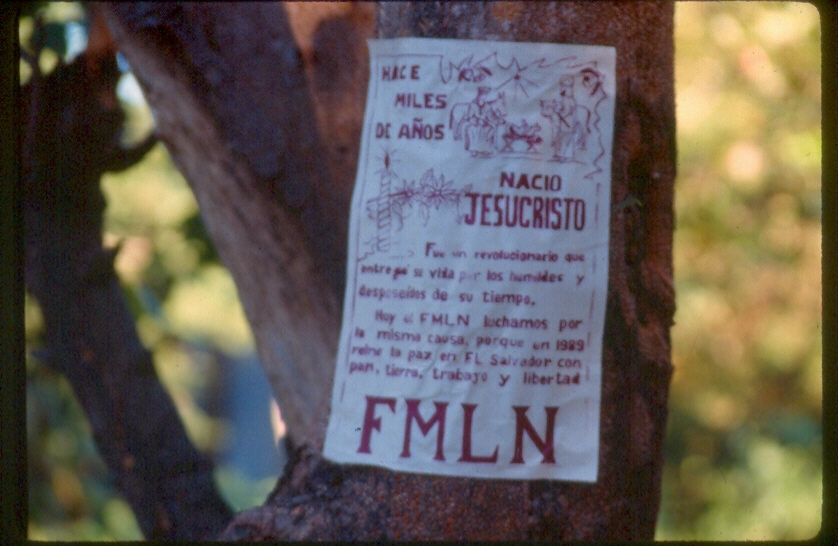 HACE
MILES
DE AÑOS
NACIO
JESUCRISTO
Fue un revolucionario que
entregó su vida por los humildes y
desposeidos de su tiempo.
Hoy el FMLN luchamos por
la misma causa, porque en 1989
reine la paz en EL Salvador con
pan, tierra, trabajo y libertad
FMLN